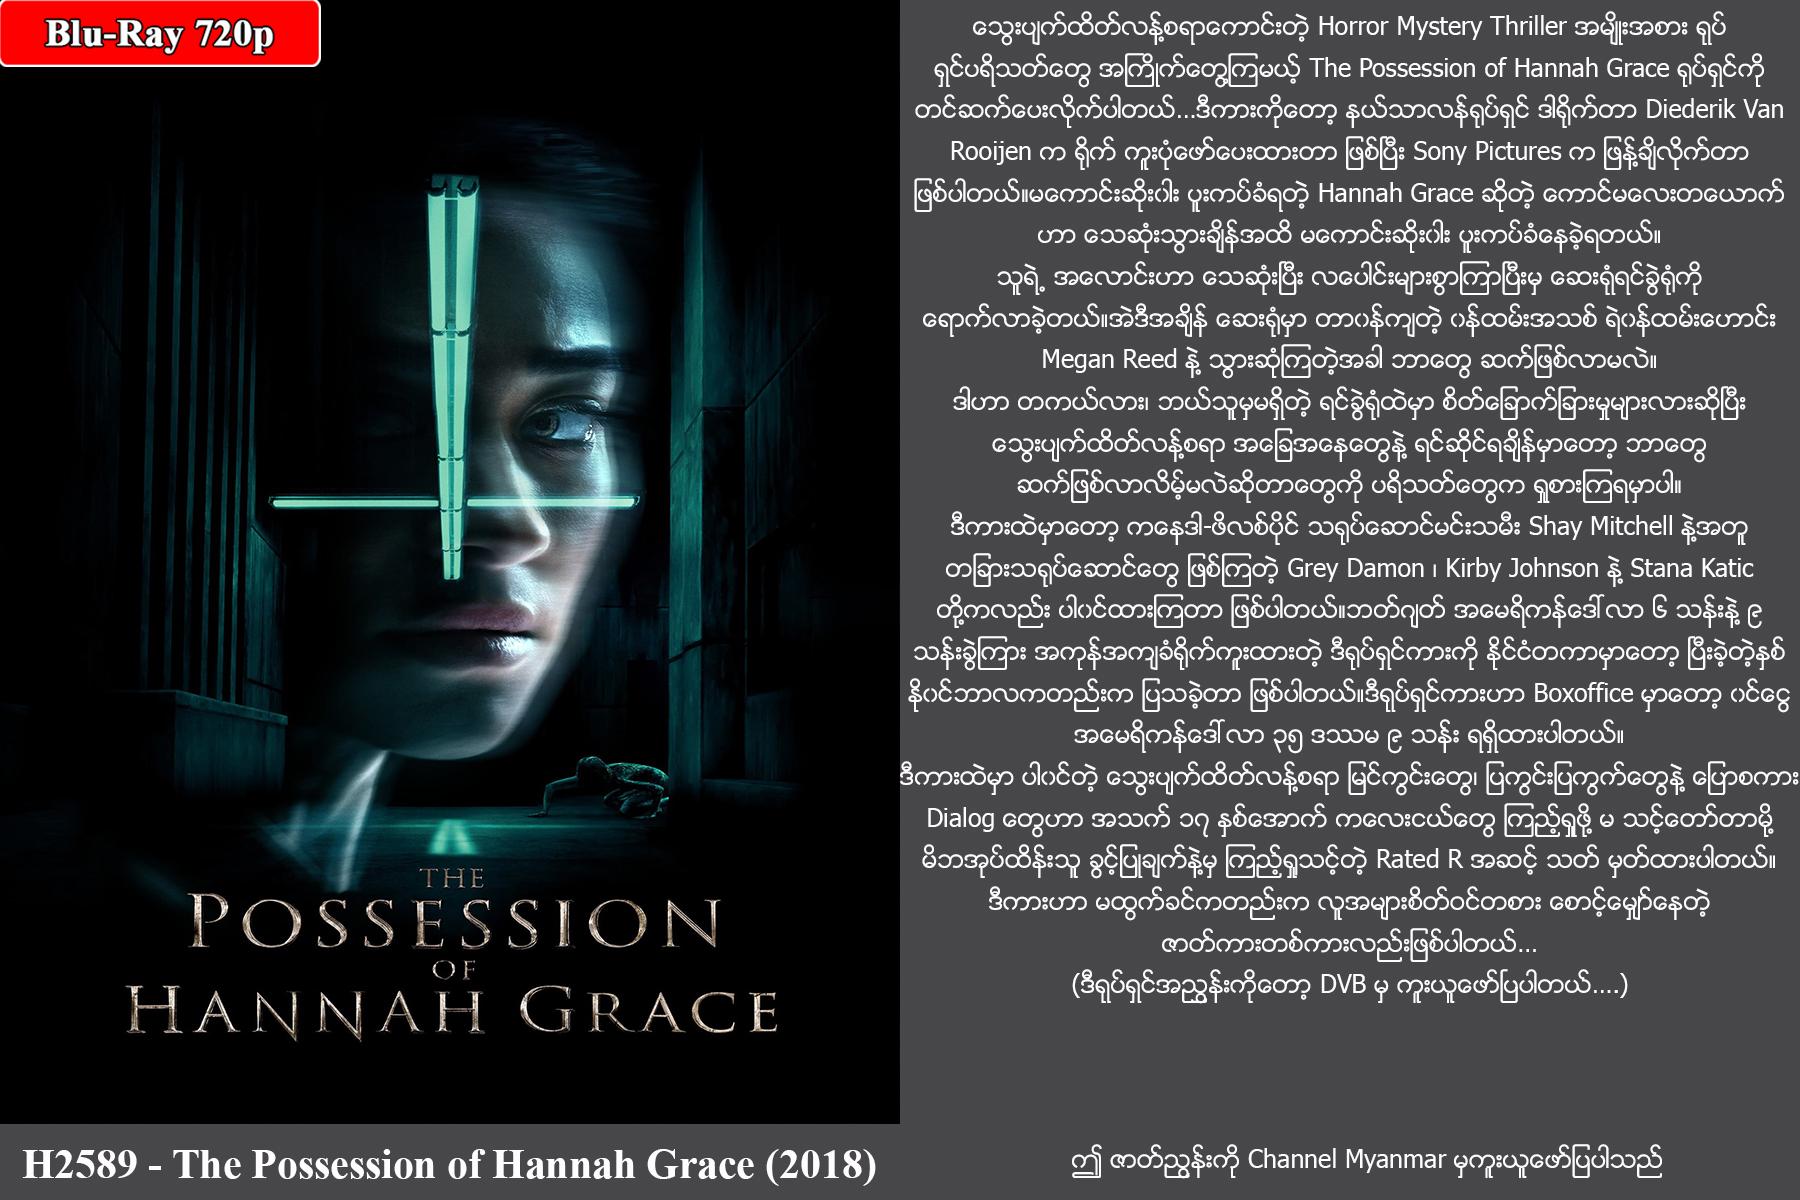 Blu-Ray 720p
THE
POSSESSION
OF
HANNAH GRACE
H2589 - The Possession of Hannah Grace (2018)
သွေးပျက်ထိတ်လန့်စရာကောင်းတဲ့ Horror Mystery Thriller အမျိုးအစား ရုပ်
ရှင်ပရိသတ်တွေ အကြိုက်တွေ့ကြမယ့် The Possession of Hannah Grace ရုပ်ရှင်ကို
တင်ဆက်ပေးလိုက်ပါတယ်...ဒီကားကိုတော့ နယ်သာလန်ရုပ်ရှင် ဒါရိုက်တာ Diederik Van
Rooijen က ရိုက် ကူးပုံဖော်ပေးထားတာ ဖြစ်ပြီး Sony Pictures က ဖြန့်ချိလိုက်တာ
ဖြစ်ပါတယ်။မကောင်းဆိုးဝါး ပူးကပ်ခံရတဲ့ Hannah Grace ဆိုတဲ့ ကောင်မလေးတယောက်
ဟာ သေဆုံးသွားချိန်အထိ မကောင်းဆိုးဝါး ပူးကပ်ခံနေခဲ့ရတယ်။
သူရဲ့ အလောင်းဟာ သေဆုံးပြီး လပေါင်းများစွာကြာပြီးမှ ဆေးရုံရင်ခွဲရုံကို
ရောက်လာခဲ့တယ်။အဲဒီအချိန် ဆေးရုံမှာ တာဝန်ကျတဲ့ ဝန်ထမ်းအသစ် ရဲဝန်ထမ်းဟောင်း
Megan Reed နဲ့ သွားဆုံကြတဲ့အခါ ဘာတွေ ဆက်ဖြစ်လာမလဲ။
ဒါဟာ တကယ်လား၊ ဘယ်သူမှမရှိတဲ့ ရင်ခွဲရုံထဲမှာ စိတ်ခြောက်ခြားမှုများလားဆိုပြီး
သွေးပျက်ထိတ်လန့်စရာ အခြေအနေတွေနဲ့ ရင်ဆိုင်ရချိန်မှာတော့ ဘာတွေ
ဆက်ဖြစ်လာလိမ့်မလဲဆိုတာတွေကို ပရိသတ်တွေက ရှုစားကြရမှာပါ။
ဒီကားထဲမှာတော့ ကနေဒါ-ဖိလစ်ပိုင် သရုပ်ဆောင်မင်းသမီး Shay Mitchell နဲ့အတူ
တခြားသရုပ်ဆောင်တွေ ဖြစ်ကြတဲ့ Grey Damon ၊ Kirby Johnson နဲ့ Stana Katic
တို့ကလည်း ပါဝင်ထားကြတာ ဖြစ်ပါတယ်။ဘတ်ဂျတ် အမေရိကန်ဒေါ်လာ ၆ သန်းနဲ့ ၉
သန်းခွဲကြား အကုန်အကျခံရိုက်ကူးထားတဲ့ ဒီရုပ်ရှင်ကားကို နိုင်ငံတကာမှာတော့ ပြီးခဲ့တဲ့နှစ်
နိုဝင်ဘာလကတည်းက ပြသခဲ့တာ ဖြစ်ပါတယ်။ဒီရုပ်ရှင်ကားဟာ Boxoffice မှာတော့ ဝင်ငွေ
အမေရိကန်ဒေါ်လာ ၃၅ ဒဿမ ၉ သန်း ရရှိထားပါတယ်။
ဒီကားထဲမှာ ပါဝင်တဲ့ သွေးပျက်ထိတ်လန့်စရာ မြင်ကွင်းတွေ၊ ပြကွင်းပြကွက်တွေနဲ့ ပြောစကား
Dialog တွေဟာ အသက် ၁၇ နှစ်အောက် ကလေးငယ်တွေ ကြည့်ရှုဖို့ မ သင့်တော်တာမို့
မိဘအုပ်ထိန်းသူ ခွင့်ပြုချက်နဲ့မှ ကြည့်ရှုသင့်တဲ့ Rated R အဆင့် သတ် မှတ်ထားပါတယ်။
ဒီကားဟာ မထွက်ခင်ကတည်းက လူအများစိတ်ဝင်တစား စောင့်မျှော်နေတဲ့
ဇာတ်ကားတစ်ကားလည်းဖြစ်ပါတယ်...
(ဒီရုပ်ရှင်အညွှန်းကိုတော့ DVB မှ ကူးယူဖော်ပြပါတယ်....)
ဤ ဇာတ်ညွှန်းကို Channel Myanmar မှကူးယူဖော်ပြပါသည်